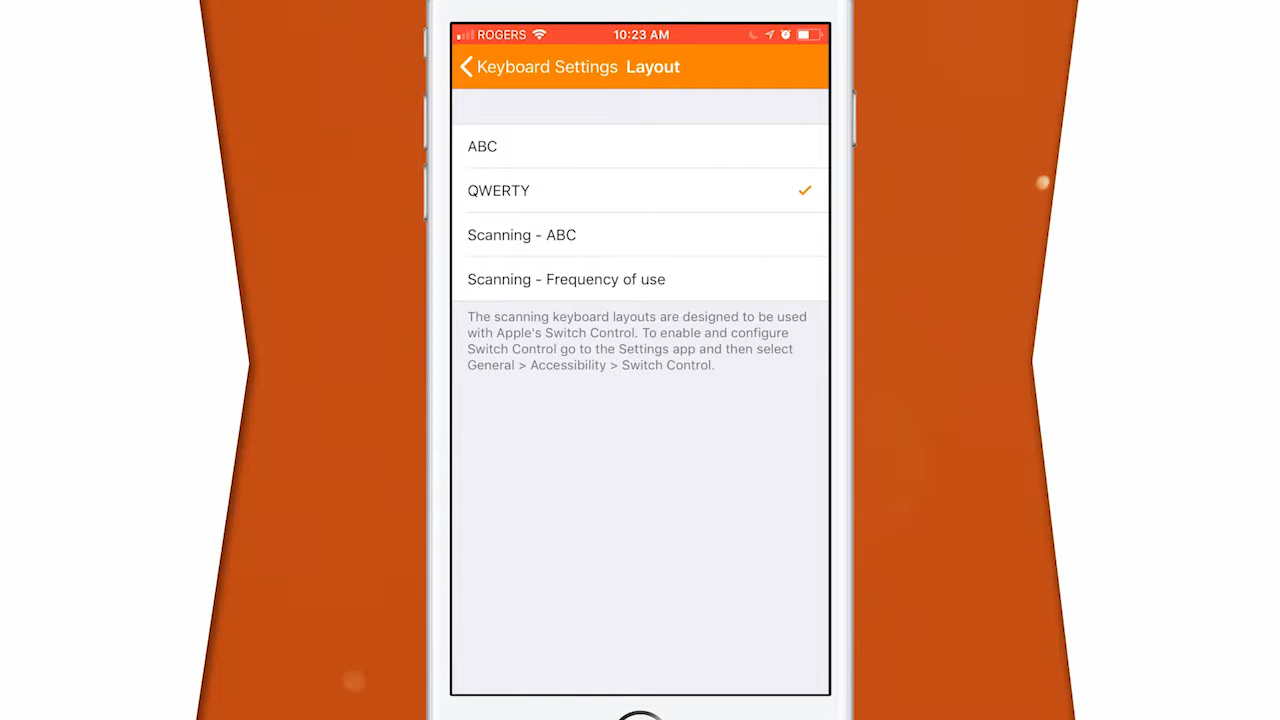 ROGERS 10:23 AM
Keyboard Settings Layout
ABC
QWERTY
Scanning - ABC
Scanning - Frequency of use
The scanning keyboard layouts are designed to be used
with Apple's Switch Control. To enable and configure
Switch Control go to the Settings app and then select
General > Accessibility > Switch Control.